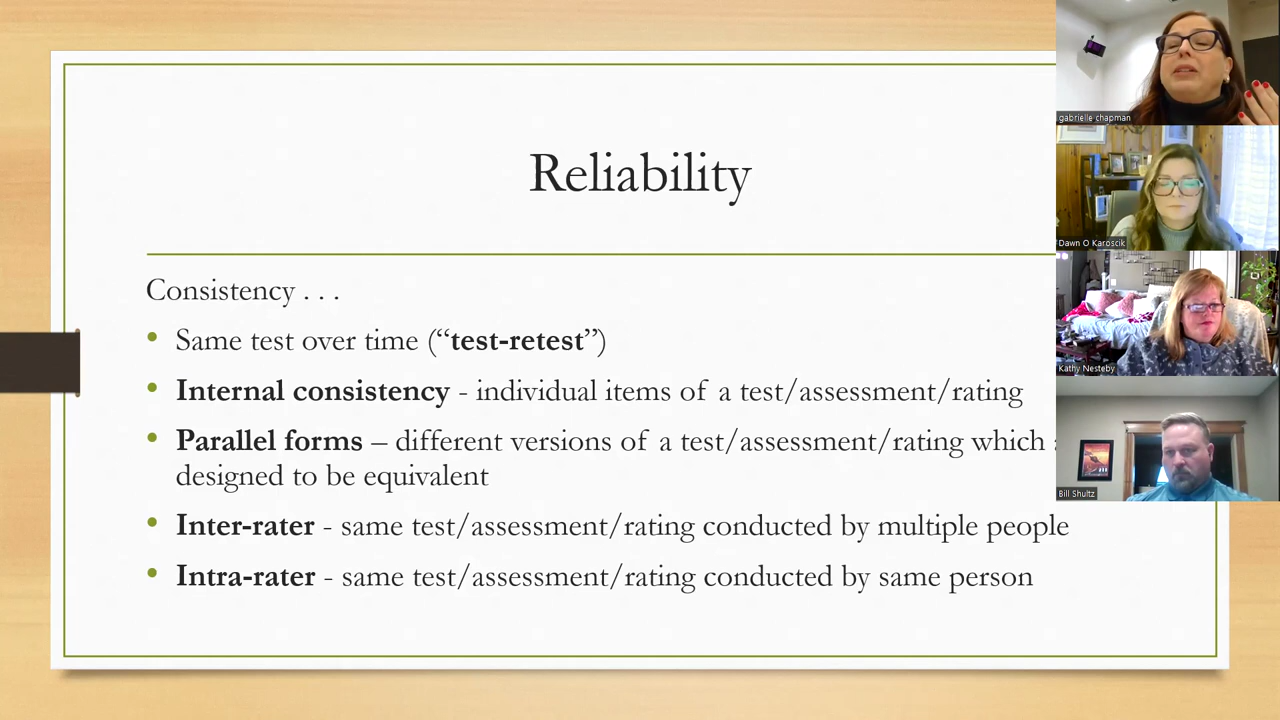 Reliability
Consistency . . .
• Same test over time (“test-retest”)
• Internal consistency - individual items of a test/assessment/rating
• Parallel forms – different versions of a test/assessment/rating which
designed to be equivalent
• Inter-rater - same test/assessment/rating conducted by multiple people
• Intra-rater - same test/assessment/rating conducted by same person
gabrielle chapman
Dawn O Karoscik
Kathy Nesteby
Bill Shultz